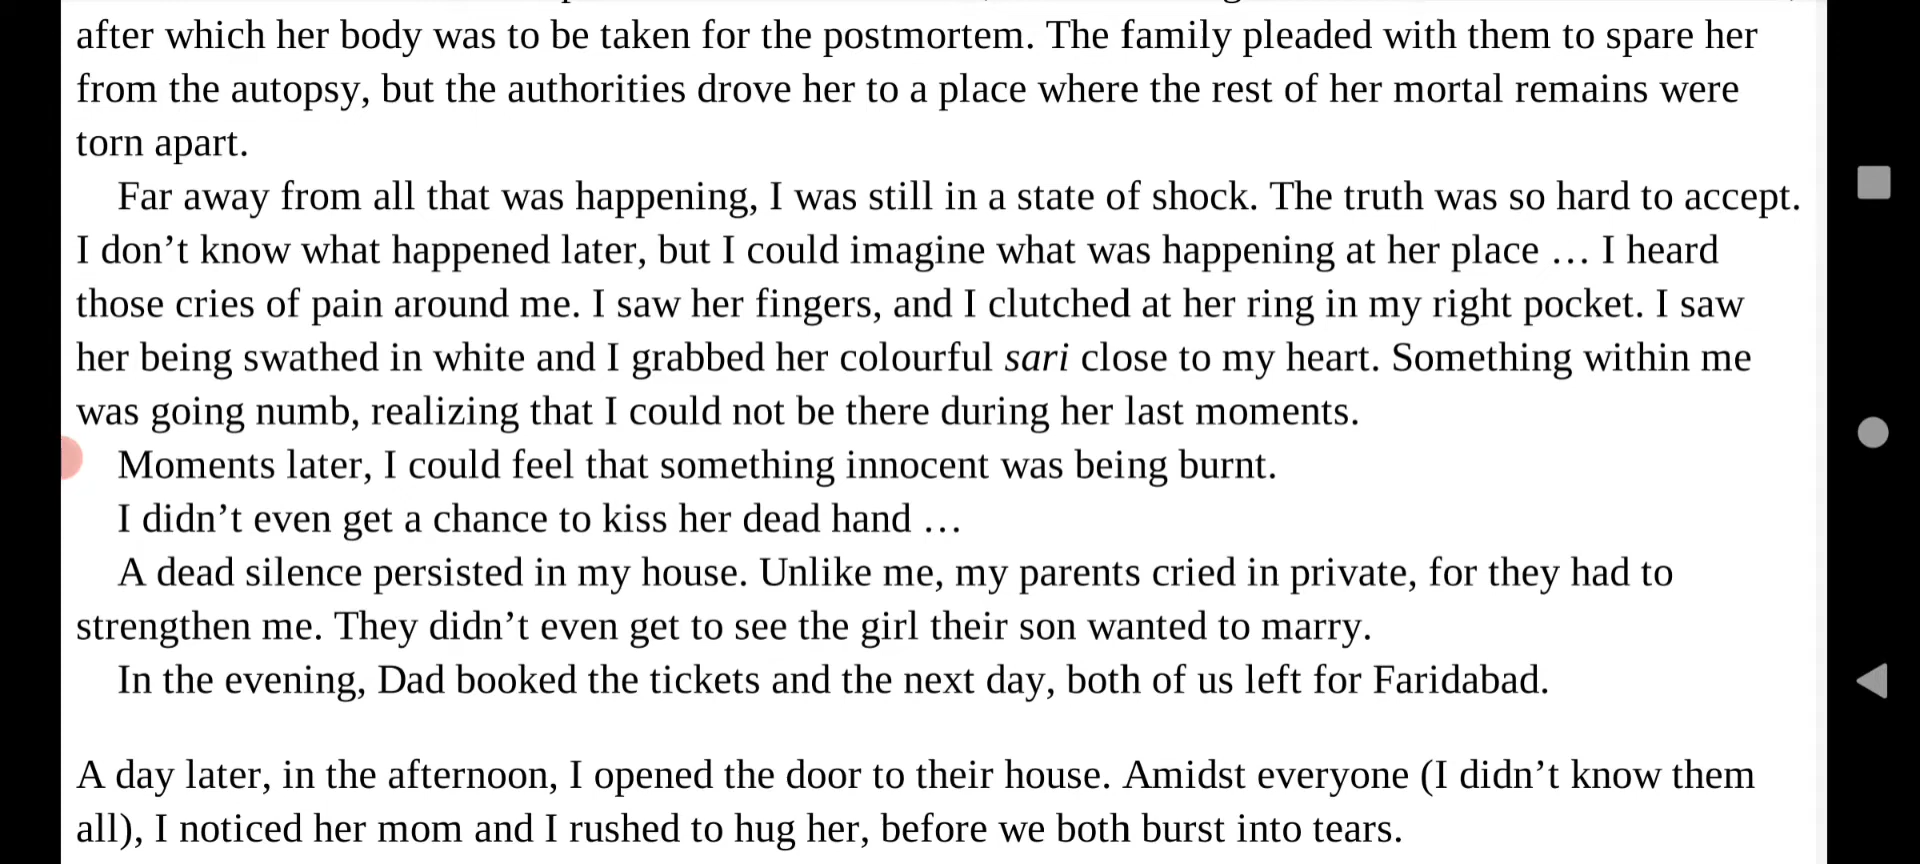 after which her body was to be taken for the postmortem. The family pleaded with them to spare her
from the autopsy, but the authorities drove her to a place where the rest of her mortal remains were
torn apart.
Far away from all that was happening, I was still in a state of shock. The truth was so hard to accept.
I don’t know what happened later, but I could imagine what was happening at her place … I heard
those cries of pain around me. I saw her fingers, and I clutched at her ring in my right pocket. I saw
her being swathed in white and I grabbed her colourful sari close to my heart. Something within me
was going numb, realizing that I could not be there during her last moments.
Moments later, I could feel that something innocent was being burnt.
I didn’t even get a chance to kiss her dead hand …
A dead silence persisted in my house. Unlike me, my parents cried in private, for they had to
strengthen me. They didn’t even get to see the girl their son wanted to marry.
In the evening, Dad booked the tickets and the next day, both of us left for Faridabad.
A day later, in the afternoon, I opened the door to their house. Amidst everyone (I didn’t know them
all), I noticed her mom and I rushed to hug her, before we both burst into tears.